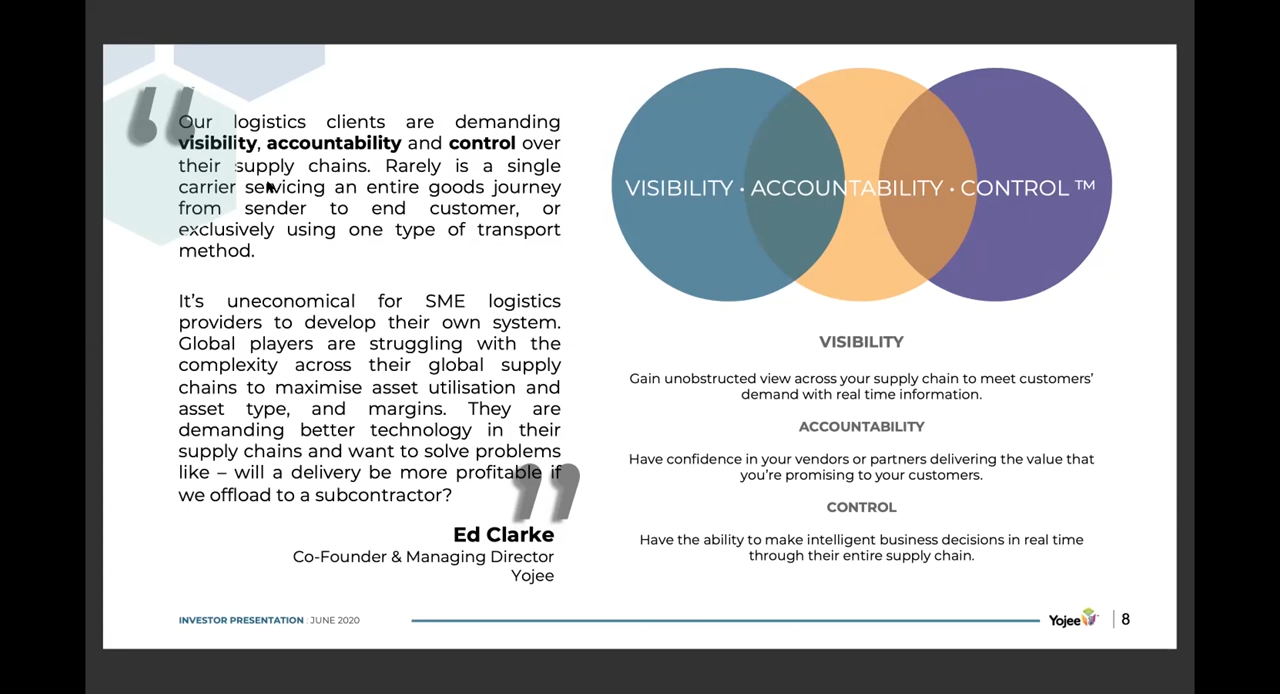 Our logistics clients are demanding
visibility, accountability and control over
their supply chains. Rarely is a single
carrier servicing an entire goods journey
from sender to end customer, or
exclusively using one type of transport
method.
It’s uneconomical for SME logistics
providers to develop their own system.
Global players are struggling with the
complexity across their global supply
chains to maximise asset utilisation and
asset type, and margins. They are
demanding better technology in their
supply chains and want to solve problems
like – will a delivery be more profitable if
we offload to a subcontractor?
Ed Clarke
Co-Founder & Managing Director
Yojee
VISIBILITY · ACCOUNTABILITY · CONTROL ™
VISIBILITY
Gain unobstructed view across your supply chain to meet customers’
demand with real time information.
ACCOUNTABILITY
Have confidence in your vendors or partners delivering the value that
you’re promising to your customers.
CONTROL
Have the ability to make intelligent business decisions in real time
through their entire supply chain.
INVESTOR PRESENTATION : JUNE 2020
Yojee
8